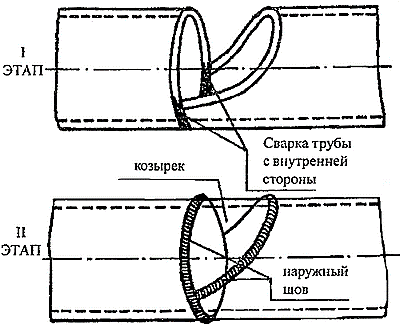 I
ЭТАП
Сварка трубы
с внутренней
стороны
козырек
II
ЭТАП
наружный
шов